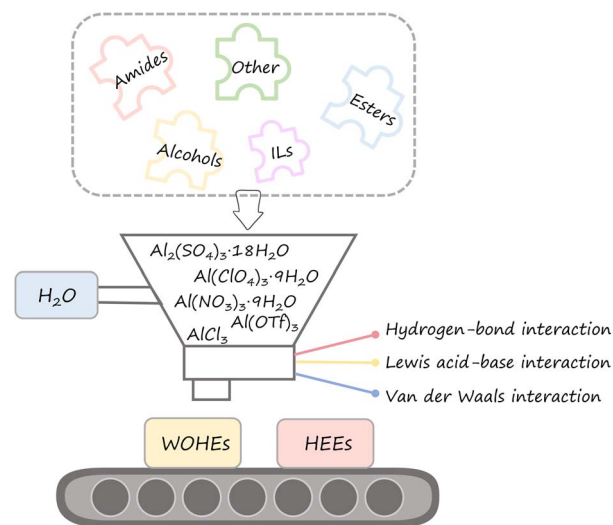 Amides
Other
Esters
Alcohols
ILs
Al₂(SO₄)₃·18H₂O
Al(ClO₄)₃·9H₂O
H₂O
Al(NO₃)₃·9H₂O
Al(OTf)₃
AlCl₃
Hydrogen-bond interaction
Lewis acid-base interaction
Van der Waals interaction
WOHEs
HEEs